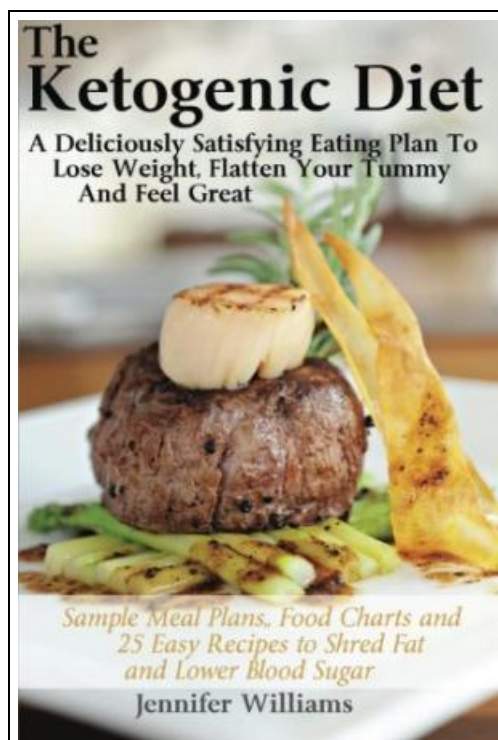 The
Ketogenic Diet
A Deliciously Satisfying Eating Plan To
Lose Weight, Flatten Your Tummy
And Feel Great
Sample Meal Plans, Food Charts and
25 Easy Recipes to Shred Fat
and Lower Blood Sugar
Jennifer Williams